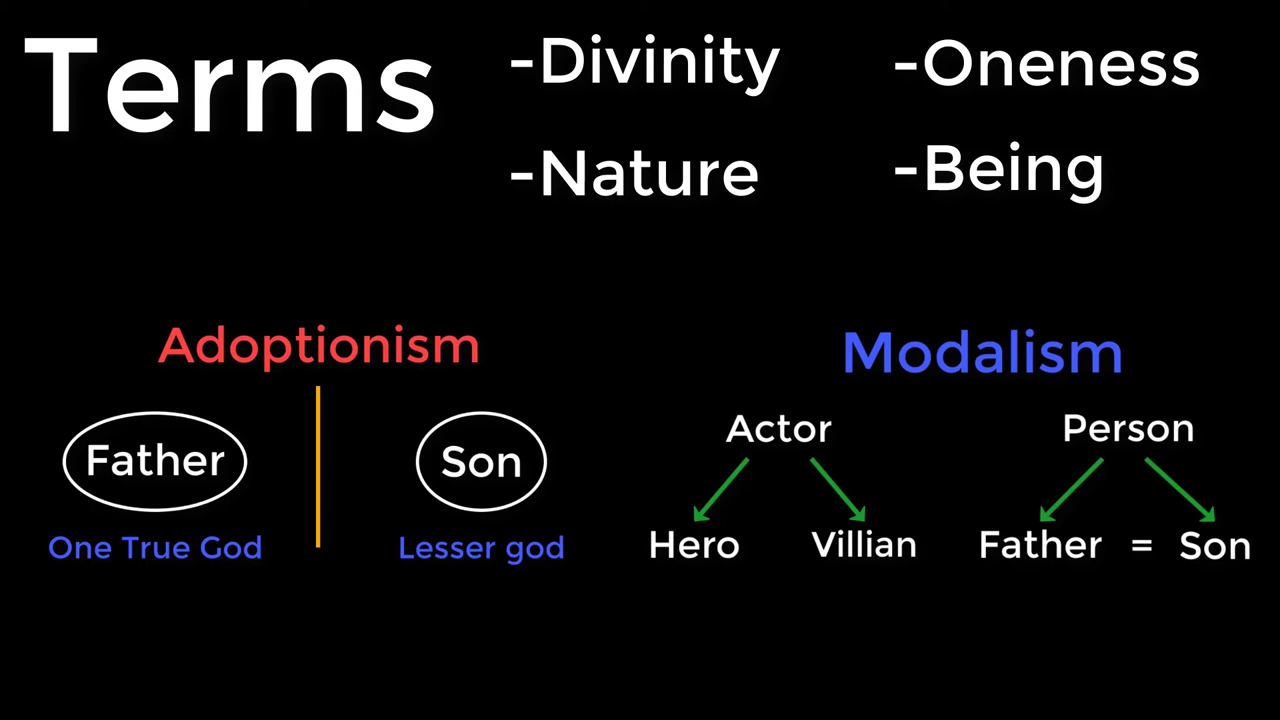 Terms
-Divinity
-Oneness
-Nature
-Being
Adoptionism
Father
Son
One True God
Lesser god
Modalism
Actor
Person
Hero
Villian
Father = Son